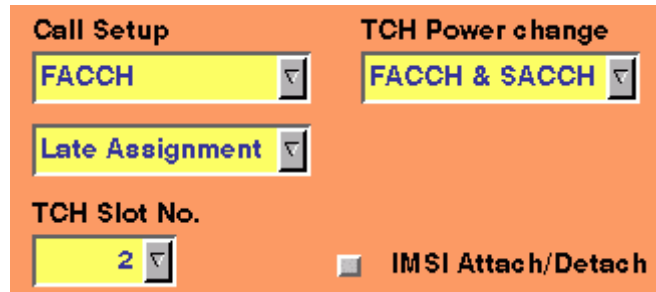 Call Setup
TCH Power change
FACCH
FACCH & SACCH
Late Assignment
TCH Slot No.
2
IMSI Attach/Detach